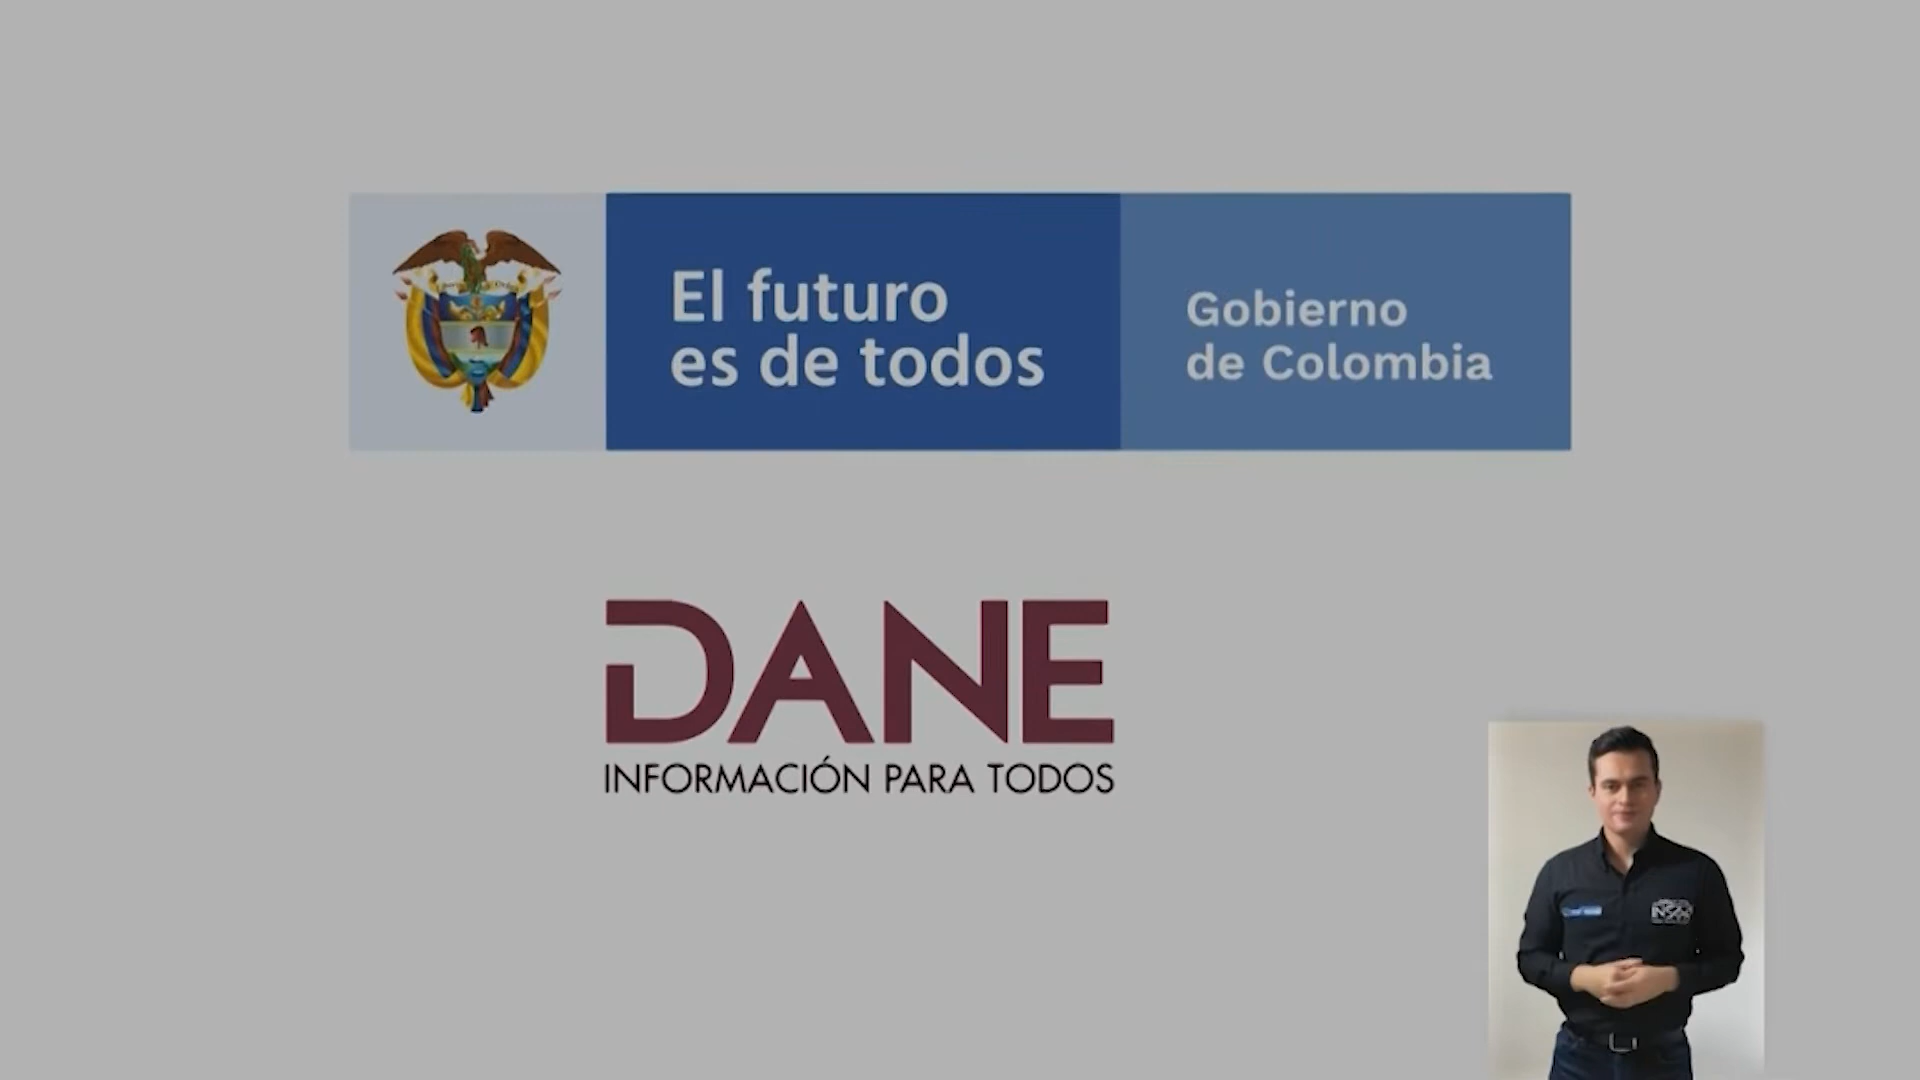 El futuro
es de todos
Gobierno
de Colombia
DANE
INFORMACIÓN PARA TODOS